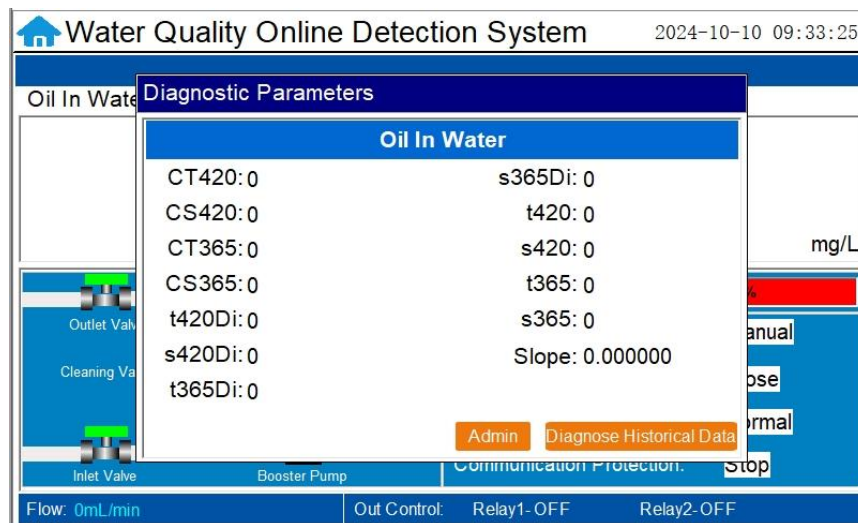 Water Quality Online Detection System 2024-10-10 09:33:25
Oil In Wate
Diagnostic Parameters
Oil In Water
CT420: 0 s365Di: 0
CS420: 0 t420: 0
CT365: 0 s420: 0
CS365: 0 t365: 0
t420Di: 0 s365: 0
s420Di: 0 Slope: 0.000000
t365Di: 0
Admin Diagnose Historical Data
mg/L
%
Outlet Valv
anual
Cleaning Va
ose
ormal
Inlet Valve Booster Pump Communication Protection: Stop
Flow: 0mL/min Out Control: Relay1-OFF Relay2-OFF